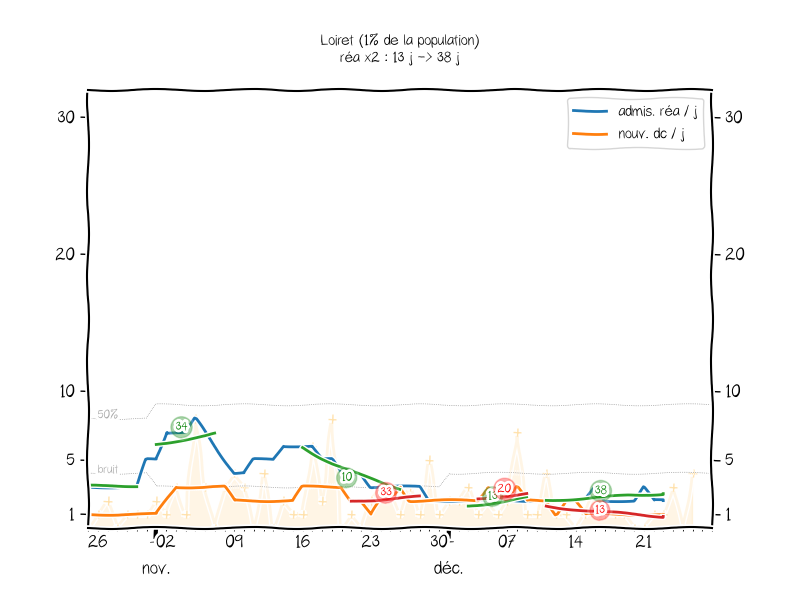 Loiret (1% de la population)
réa x2 : 13 j -> 38 j
admis. réa / j
nouv. dc / j
30 30
20 20
10 10
50%
34
5 5
bruit
10
33
13
20
38
13
1 1
26 02 09 16 23 30 07 14 21
nov. déc.